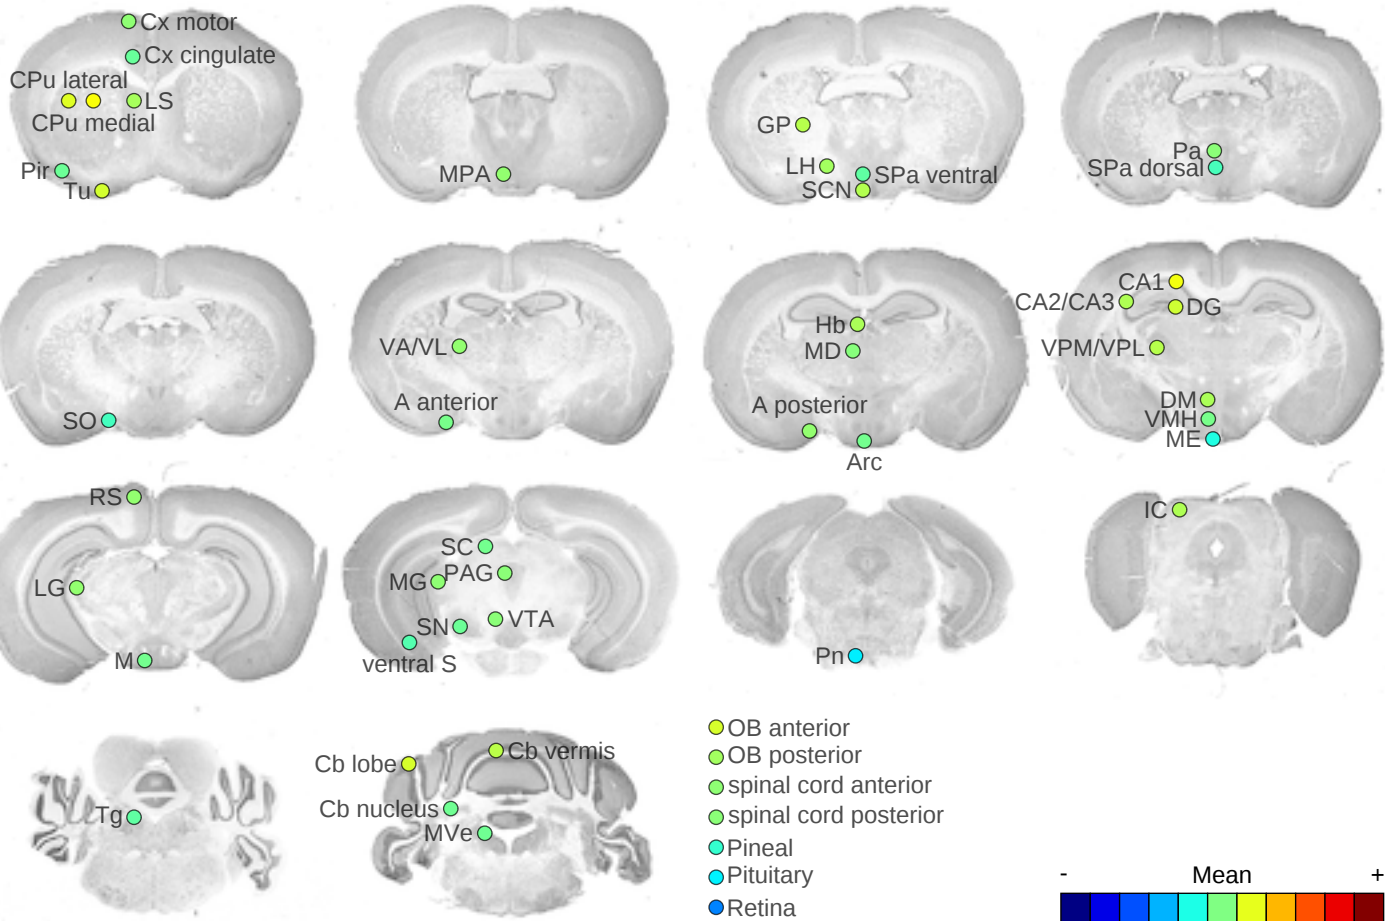 Cx motor
Cx cingulate
CPu lateral
LS
CPu medial
Pir
Tu
MPA
GP
LH
SPa ventral
SCN
Pa
SPa dorsal
SO
VA/VL
A anterior
Hb
MD
A posterior
Arc
CA1
CA2/CA3
DG
VPM/VPL
DM
VMH
ME
RS
LG
M
SC
MG
PAG
SN
VTA
ventral S
Pn
IC
Tg
Cb lobe
Cb vermis
Cb nucleus
MVe
OB anterior
OB posterior
spinal cord anterior
spinal cord posterior
Pineal
Pituitary
Retina
- Mean +